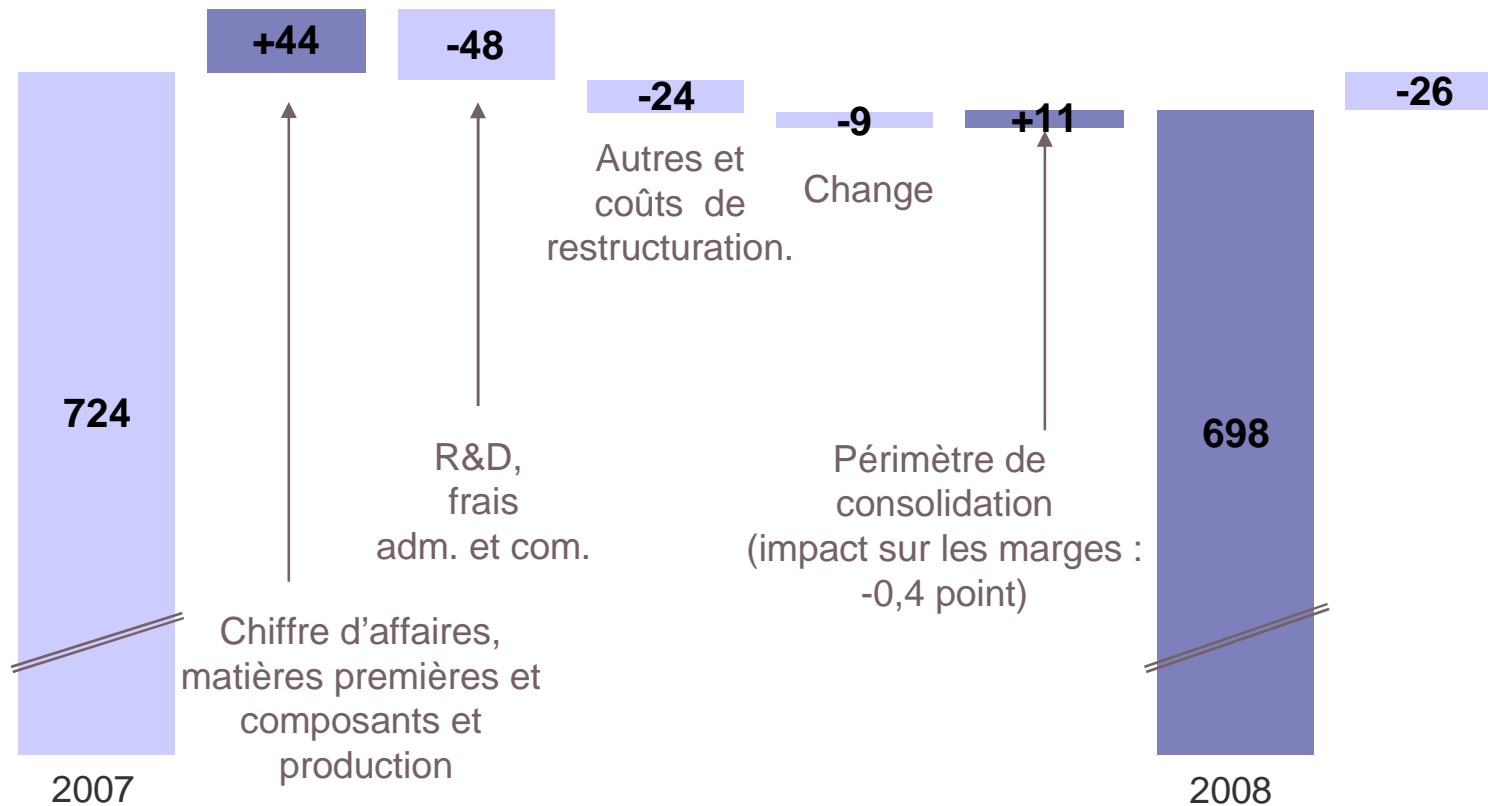 +44
-48
-24
-9
+11
-26
Autres et
coûts de
restructuration.
Change
724
698
R&D,
frais
adm. et com.
Périmètre de
consolidation
(impact sur les marges :
-0,4 point)
Chiffre d’affaires,
matières premières et
composants et
production
2007
2008